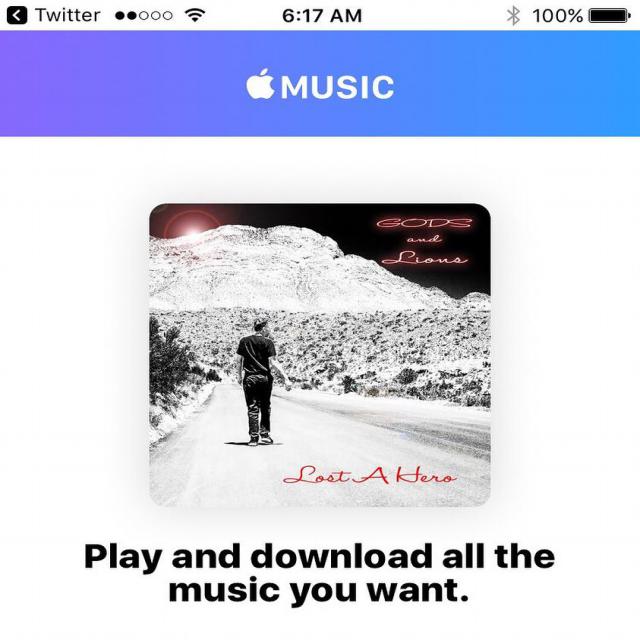 Twitter 6:17 AM 100%
MUSIC
GODS
and
Lions
Lost A Hero
Play and download all the
music you want.